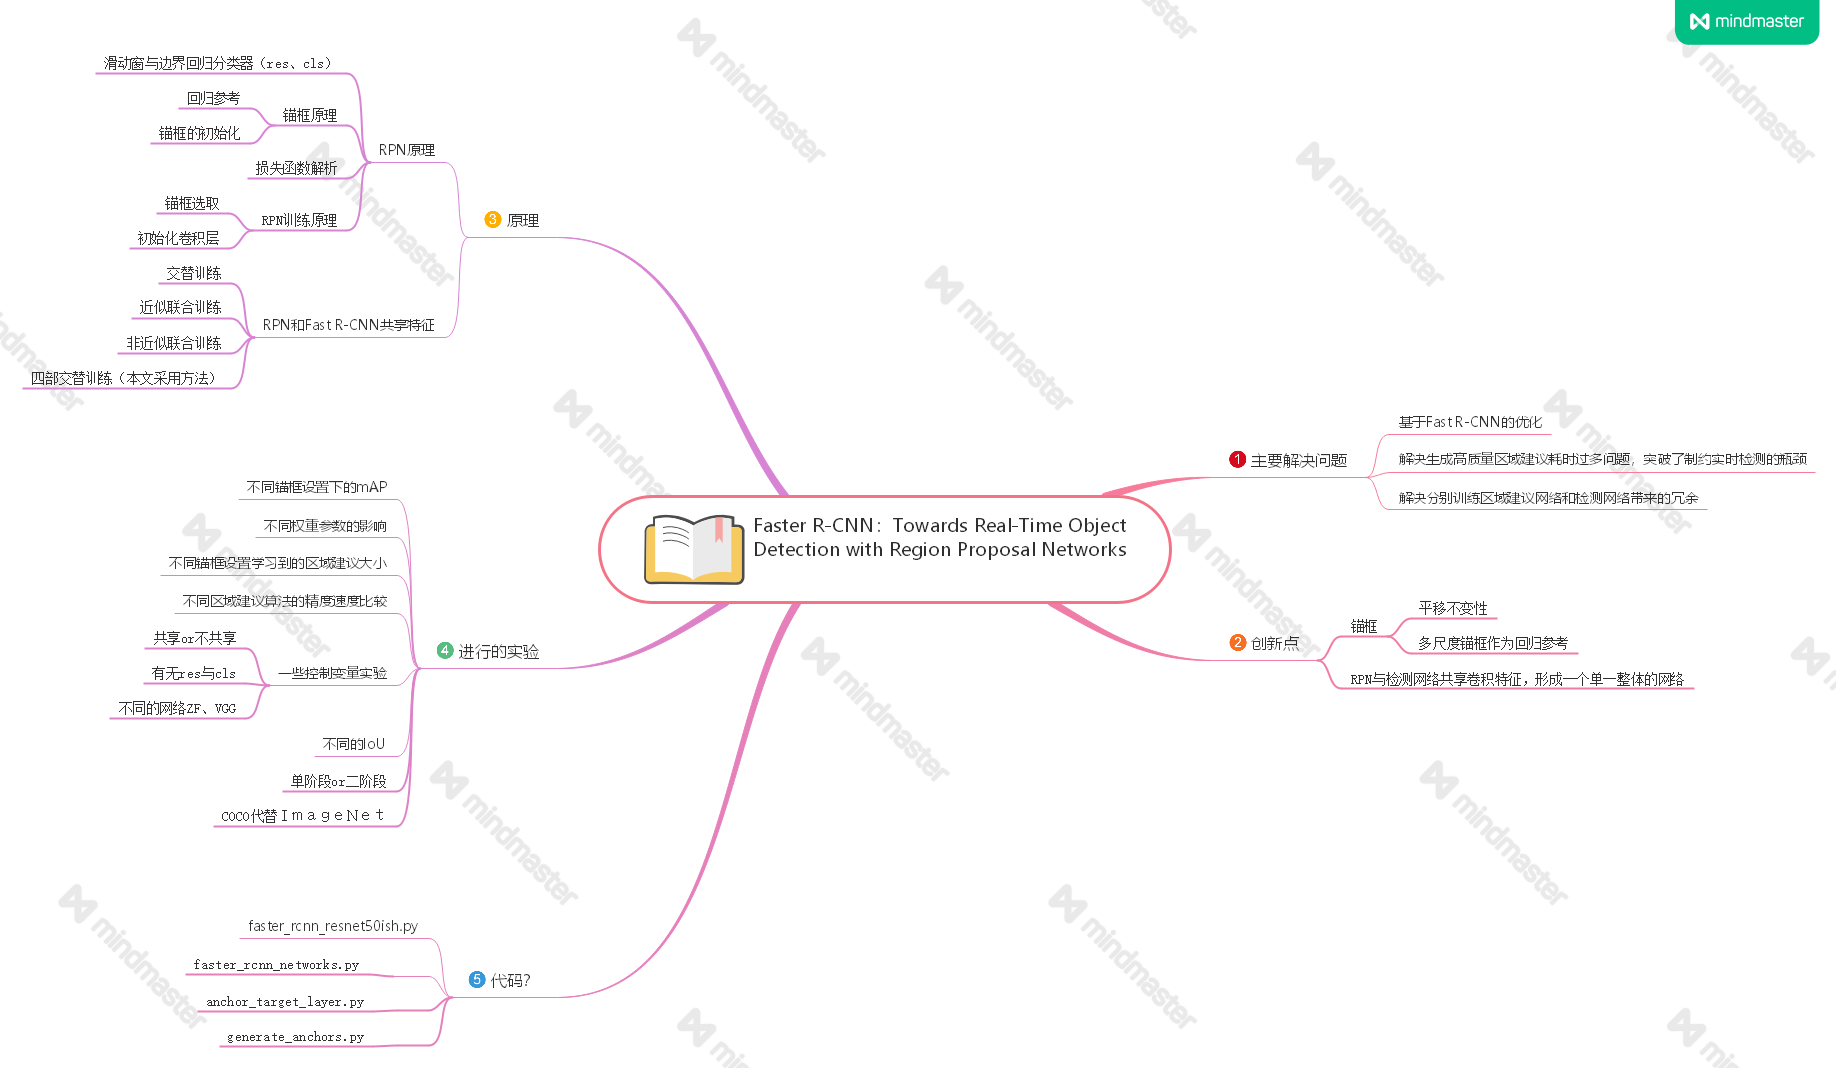 mindmaster
Faster R-CNN：Towards Real-Time Object
Detection with Region Proposal Networks
1 主要解决问题
基于Fast R-CNN的优化
解决生成高质量区域建议耗时过多问题，突破了制约实时检测的瓶颈
解决分别训练区域建议网络和检测网络带来的冗余
2 创新点
锚框
平移不变性
多尺度锚框作为回归参考
RPN与检测网络共享卷积特征，形成一个单一整体的网络
3 原理
RPN原理
滑动窗与边界回归分类器（res、cls）
锚框原理
回归参考
锚框的初始化
损失函数解析
RPN训练原理
锚框选取
初始化卷积层
RPN和Fast R-CNN共享特征
交替训练
近似联合训练
非近似联合训练
四部交替训练（本文采用方法）
4 进行的实验
不同锚框设置下的mAP
不同权重参数的影响
不同锚框设置学习到的区域建议大小
不同区域建议算法的精度速度比较
一些控制变量实验
共享or不共享
有无res与cls
不同的网络ZF、VGG
不同的IoU
单阶段or二阶段
COCO代替ＩｍａｇｅＮｅｔ
5 代码？
faster_rcnn_resnet50ish.py
faster_rcnn_networks.py
anchor_target_layer.py
generate_anchors.py